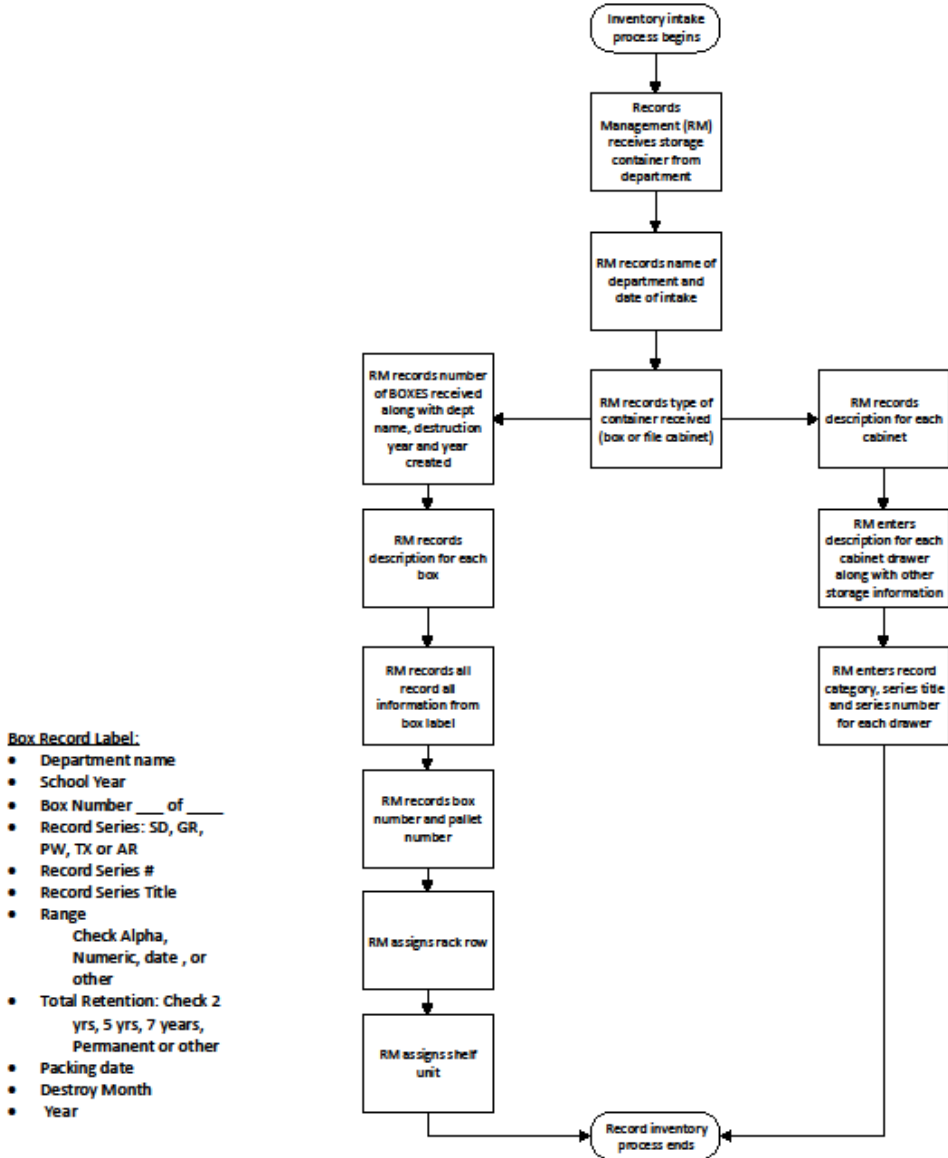 Inventory intake
process begins
Records
Management (RM)
receives storage
container from
department
RM records name of
department and
date of intake
RM records type of
container received
(box or file cabinet)
RM records number
of BOXES received
along with dept
name, destruction
year and year
created
RM records
description for each
box
RM records all
record all
information from
box label
RM records box
number and pallet
number
RM assigns rack row
RM assigns shelf
unit
RM records
description for each
cabinet
RM enters
description for each
cabinet drawer
along with other
storage information
RM enters record
category, series title
and series number
for each drawer
Record inventory
process ends
Box Record Label:
• Department name
• School Year
• Box Number ___ of ____
• Record Series: SD, GR,
PW, TX or AR
• Record Series #
• Record Series Title
• Range
Check Alpha,
Numeric, date , or
other
• Total Retention: Check 2
yrs, 5 yrs, 7 years,
Permanent or other
• Packing date
• Destroy Month
• Year